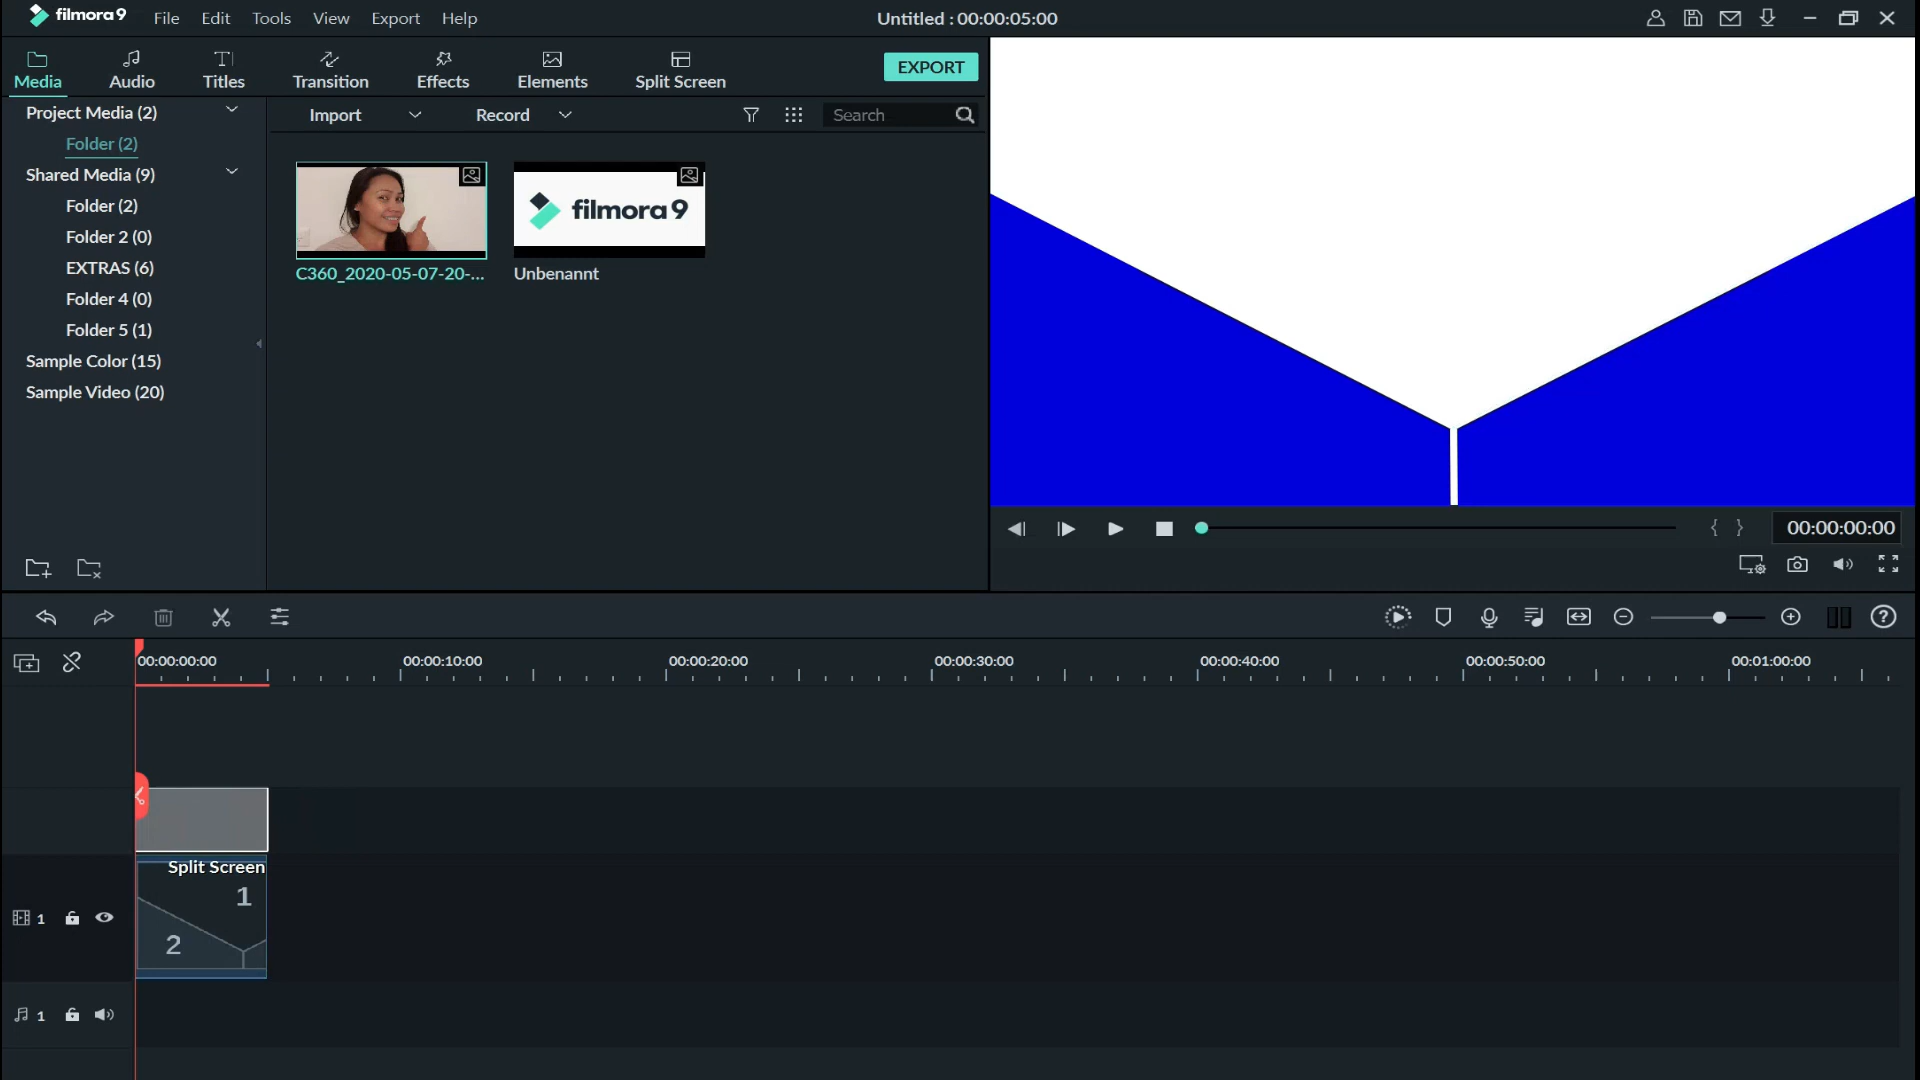 filmora9 File Edit Tools View Export Help Untitled : 00:00:05:00
Media Audio Titles Transition Effects Elements Split Screen EXPORT
Project Media (2)
Folder (2)
Shared Media (9)
Folder (2)
Folder 2 (0)
EXTRAS (6)
Folder 4 (0)
Folder 5 (1)
Sample Color (15)
Sample Video (20)
Import Record Search
filmora9
C360_2020-05-07-20-... Unbenannt
{ } 00:00:00:00
00:00:00:00 00:00:10:00 00:00:20:00 00:00:30:00 00:00:40:00 00:00:50:00 00:01:00:00
Split Screen
1
2
1
1